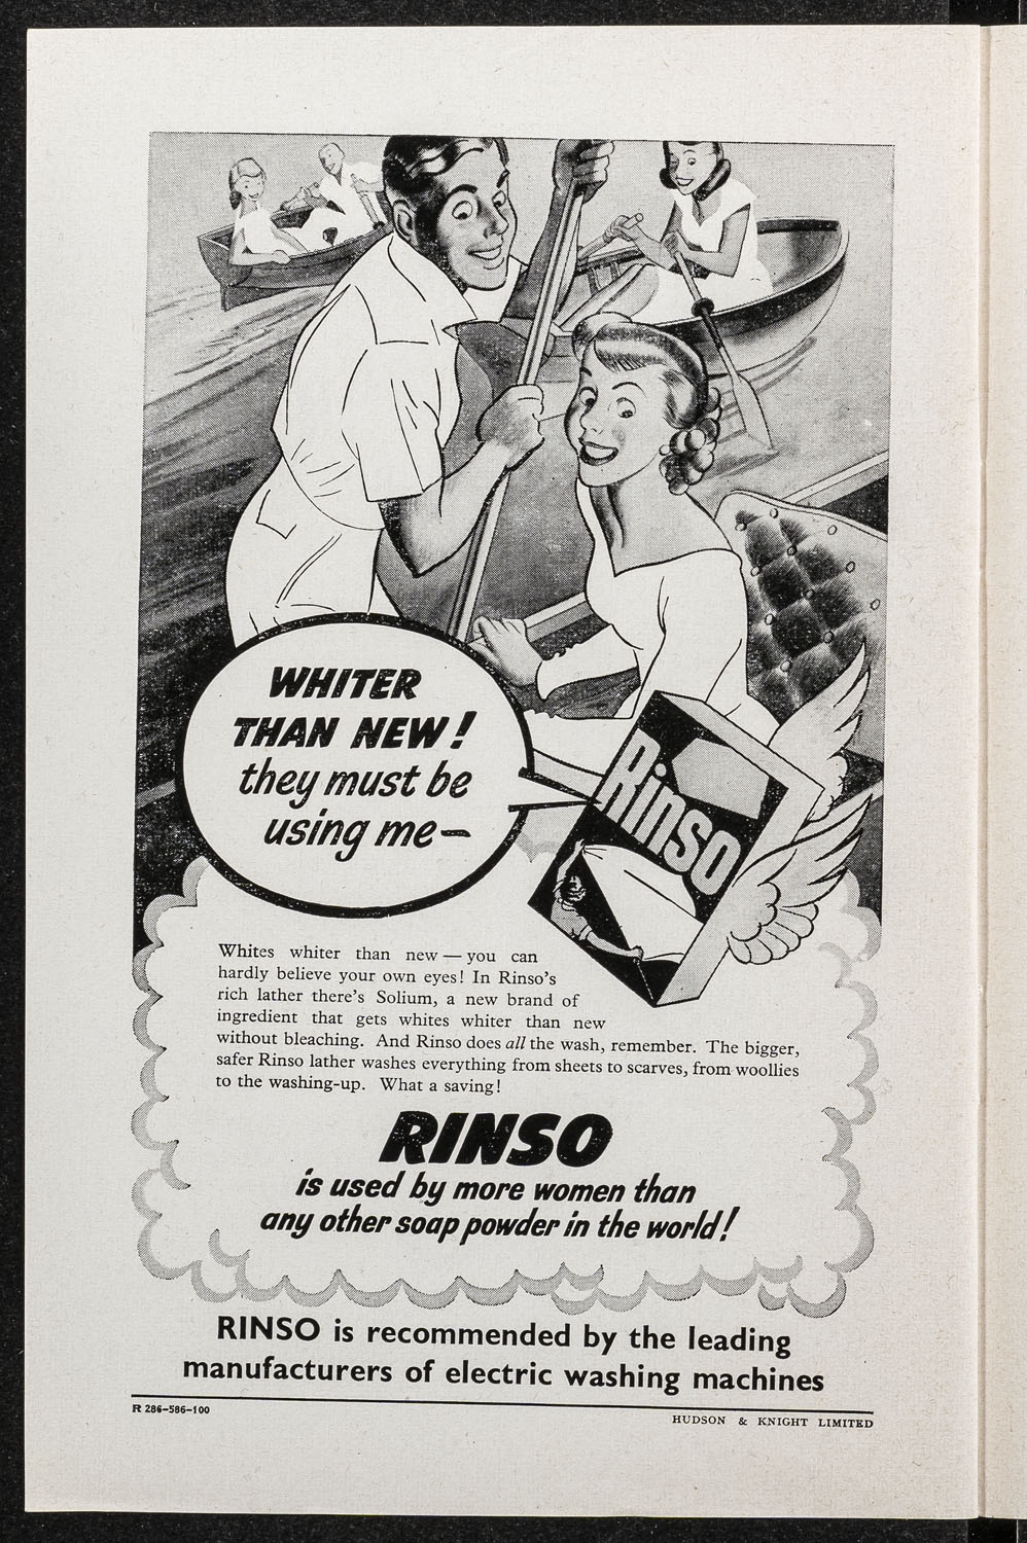 WHITER
THAN NEW!
they must be
using me—
Rinso
Whites whiter than new — you can
hardly believe your own eyes! In Rinso's
rich lather there's Solium, a new brand of
ingredient that gets whites whiter than new
without bleaching. And Rinso does all the wash, remember. The bigger,
safer Rinso lather washes everything from sheets to scarves, from woollies
to the washing-up. What a saving!
RINSO
is used by more women than
any other soap powder in the world!
RINSO is recommended by the leading
manufacturers of electric washing machines
R 286-586-100
HUDSON & KNIGHT LIMITED